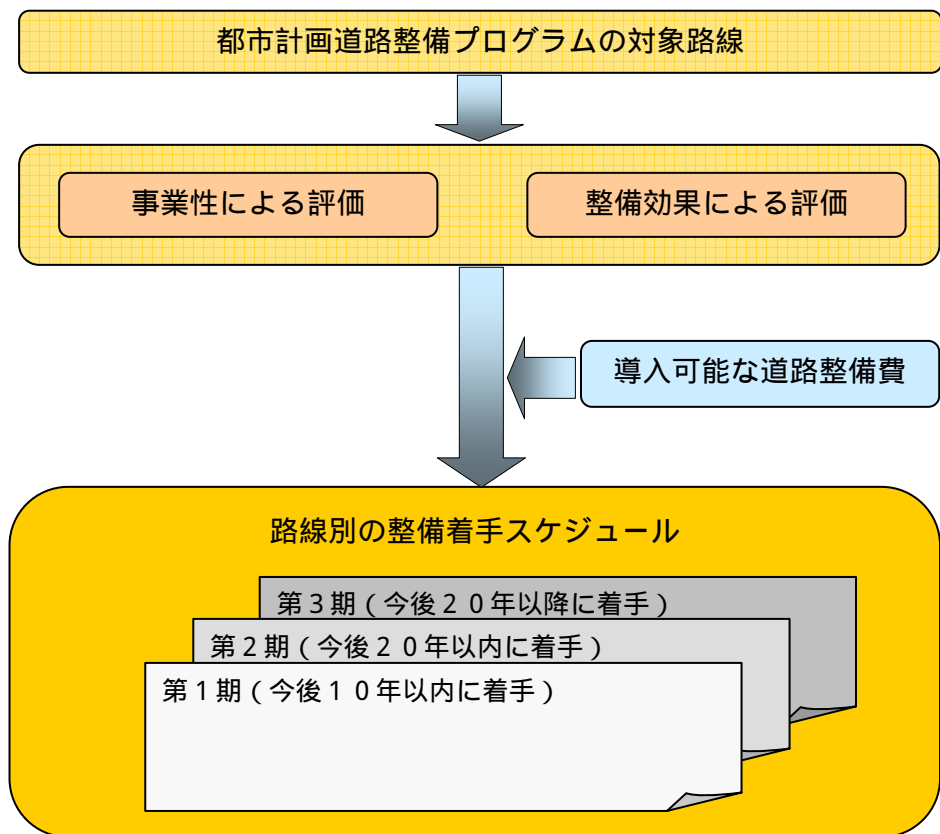 都市計画道路整備プログラムの対象路線
事業性による評価
整備効果による評価
導入可能な道路整備費
路線別の整備着手スケジュール
第３期（今後２０年以降に着手）
第２期（今後２０年以内に着手）
第１期（今後１０年以内に着手）